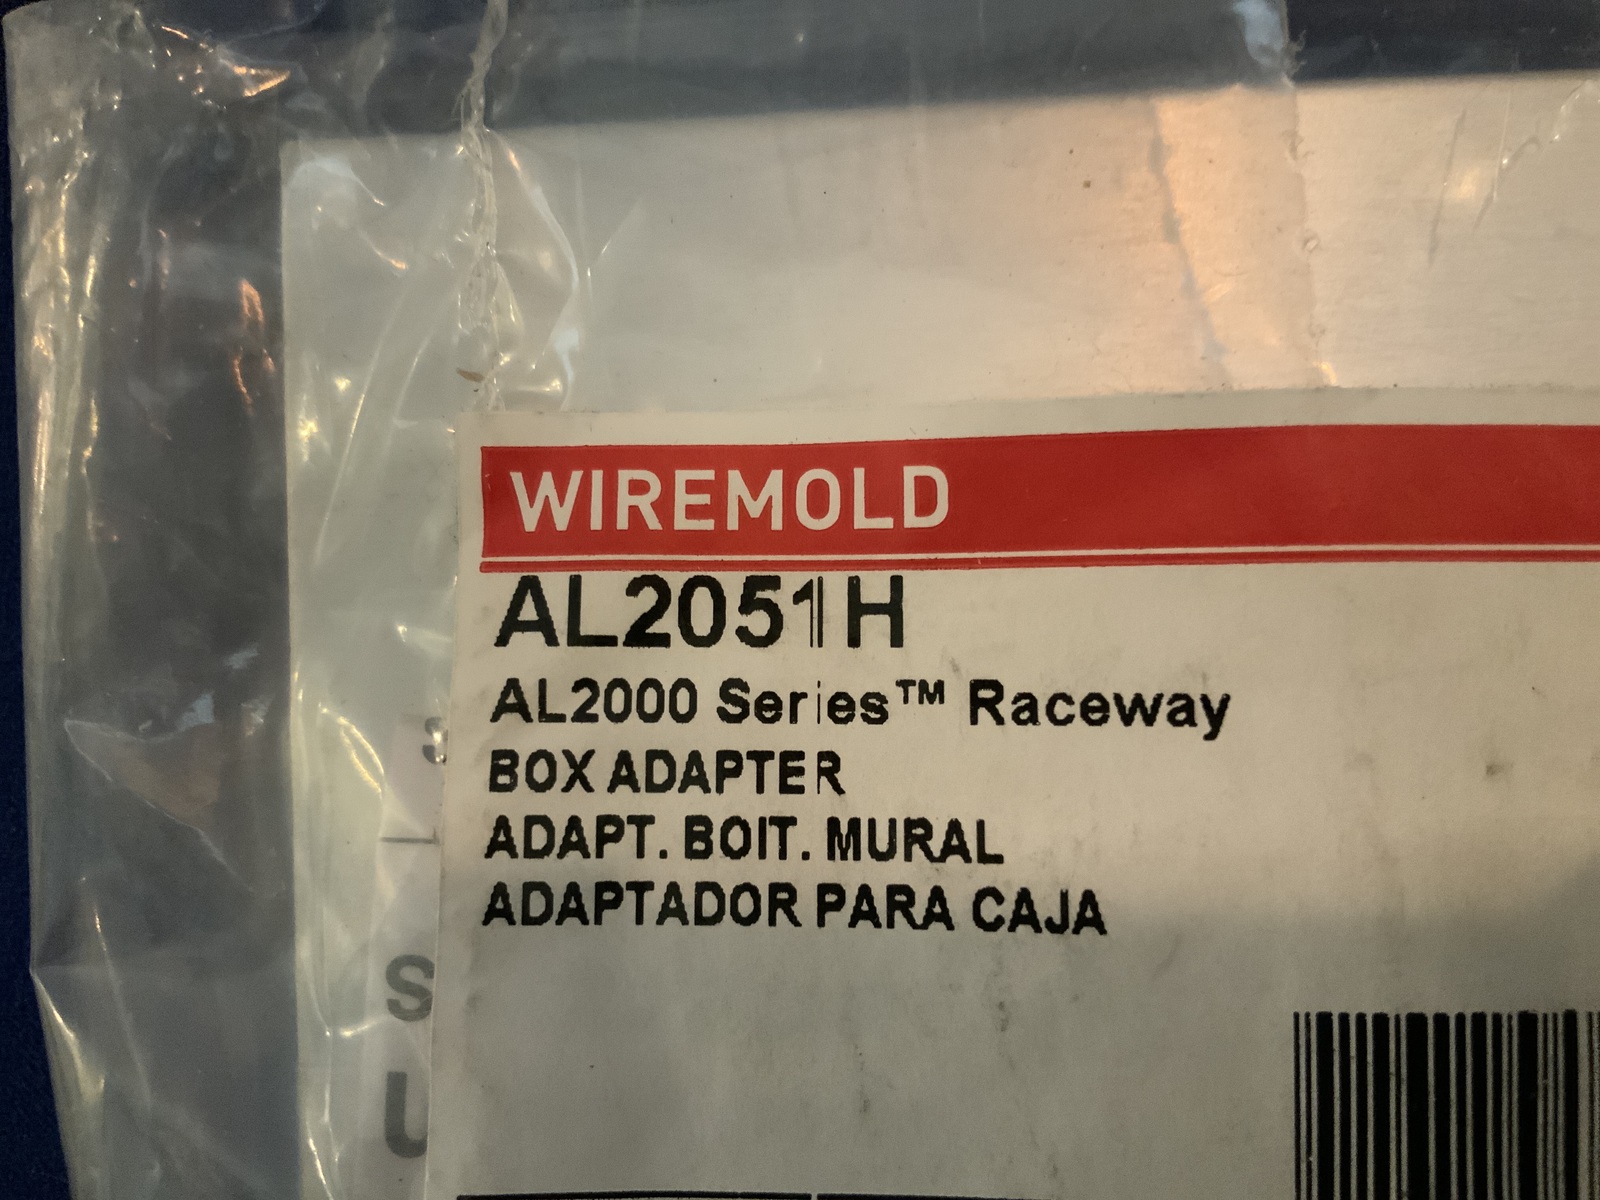 WIREMOLD
AL2051H
AL2000 Series™ Raceway
BOX ADAPTER
ADAPT. BOIT. MURAL
ADAPTADOR PARA CAJA
S
U